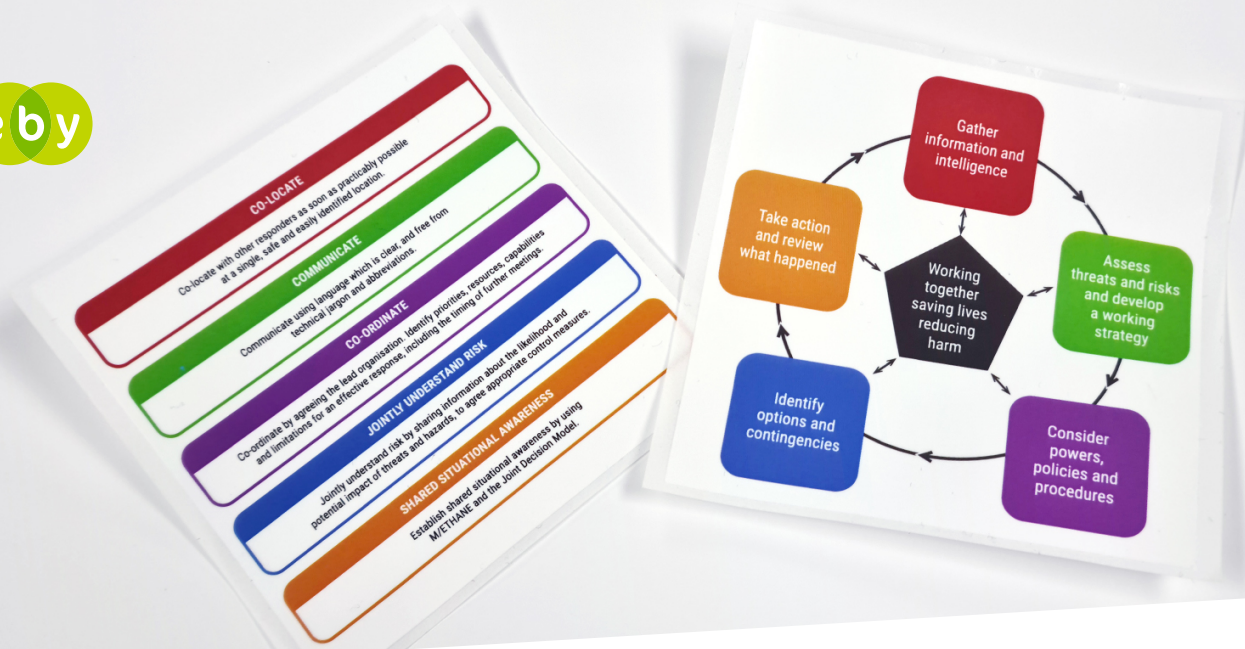 eby
CO-LOCATE
Co-locate with other responders as soon as practicably possible
at a single, safe and easily identified location.
COMMUNICATE
Communicate using language which is clear, and free from
technical jargon and abbreviations.
CO-ORDINATE
Co-ordinate by agreeing the lead organisation. Identify priorities, resources, capabilities
and limitations for an effective response, including the timing of further meetings.
JOINTLY UNDERSTAND RISK
Jointly understand risk by sharing information about the likelihood and
potential impact of threats and hazards, to agree appropriate control measures.
SHARED SITUATIONAL AWARENESS
Establish shared situational awareness by using
M/ETHANE and the Joint Decision Model.
Gather
information and
intelligence
Assess
threats and risks
and develop
a working
strategy
Consider
powers,
policies and
procedures
Identify
options and
contingencies
Take action
and review
what happened
Working
together
saving lives
reducing
harm